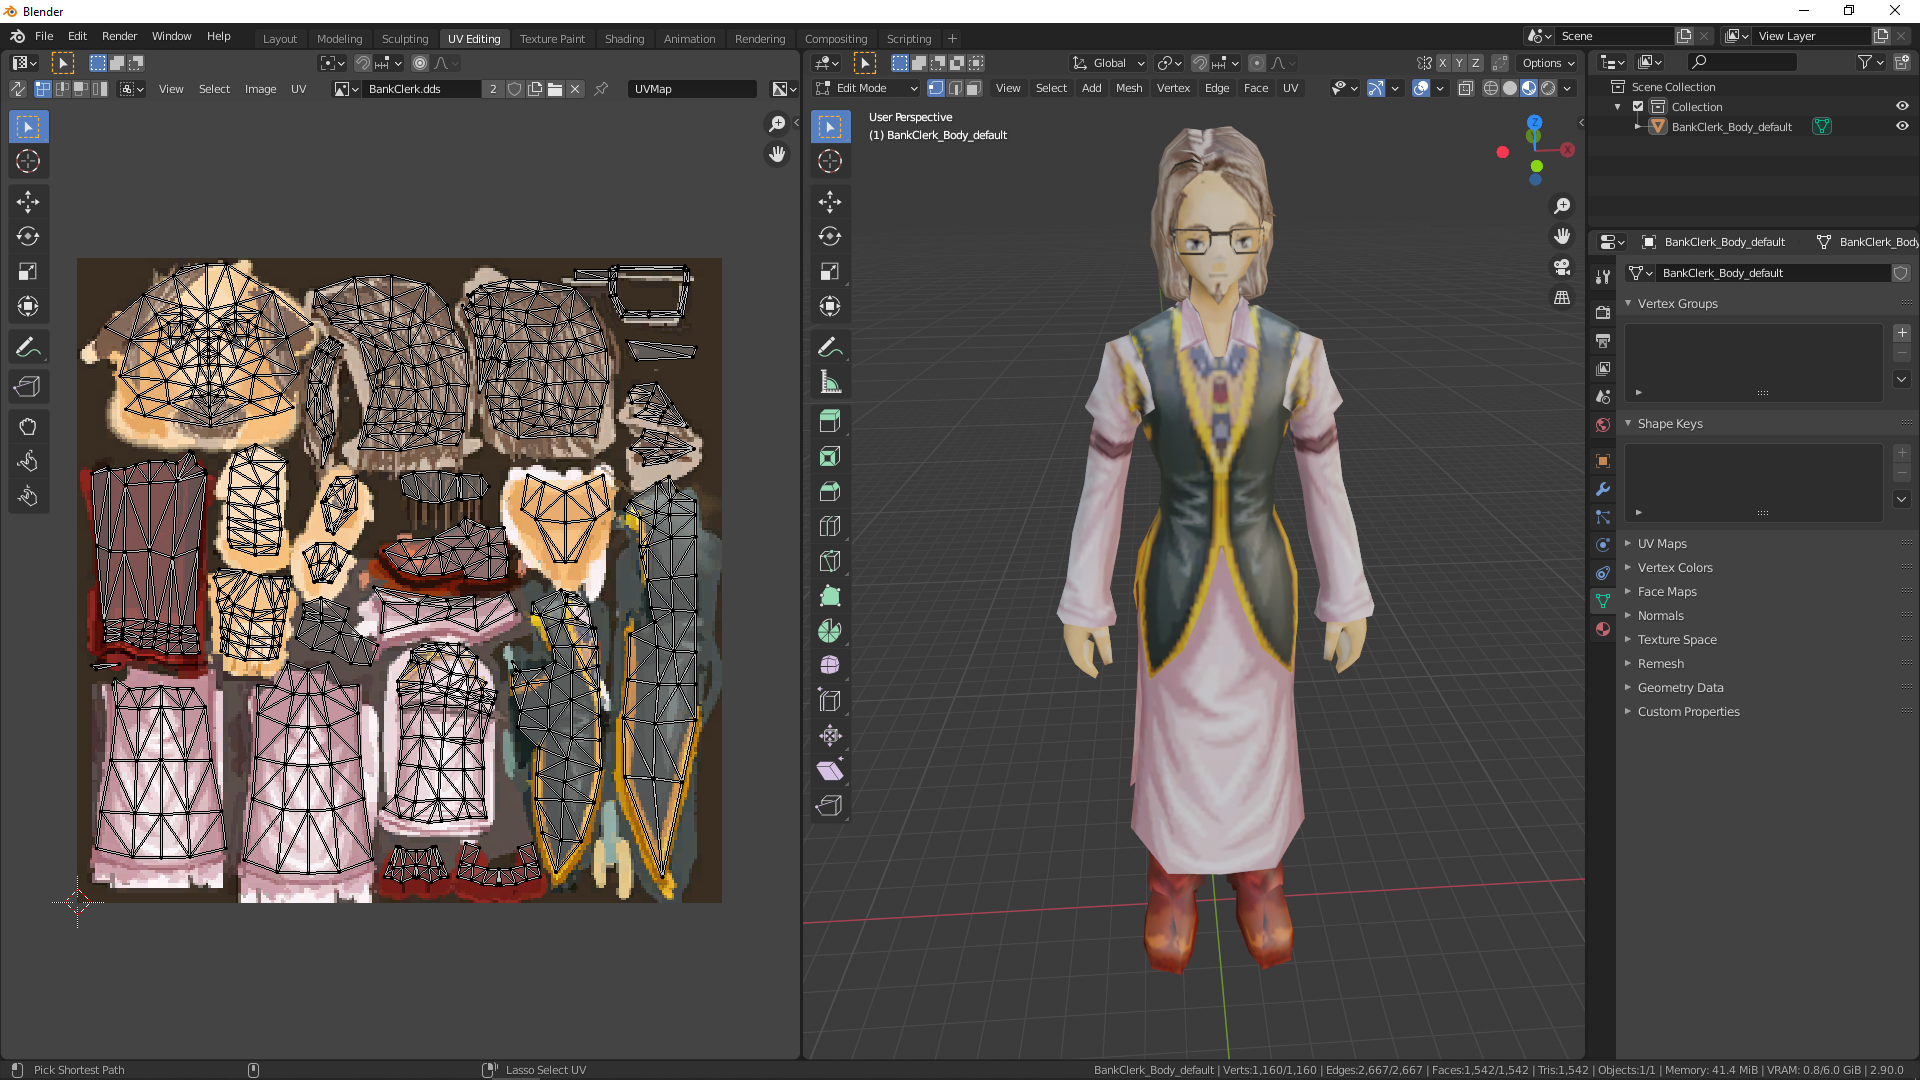 Blender
File Edit Render Window Help
Layout Modeling Sculpting UV Editing Texture Paint Shading Animation Rendering Compositing Scripting +
Scene
View Layer
Global
X Y Z
Options
View Select Image UV
BankClerk.dds
2
UVMap
Edit Mode
View Select Add Mesh Vertex Edge Face UV
User Perspective
(1) BankClerk_Body_default
Z
X
Scene Collection
Collection
BankClerk_Body_default
BankClerk_Body_default
BankClerk_Body
BankClerk_Body_default
Vertex Groups
Shape Keys
UV Maps
Vertex Colors
Face Maps
Normals
Texture Space
Remesh
Geometry Data
Custom Properties
Pick Shortest Path
Lasso Select UV
BankClerk_Body_default | Verts:1,160/1,160 | Edges:2,667/2,667 | Faces:1,542/1,542 | Tris:1,542 | Objects:1/1 | Memory: 41.4 MiB | VRAM: 0.8/6.0 GiB | 2.90.0